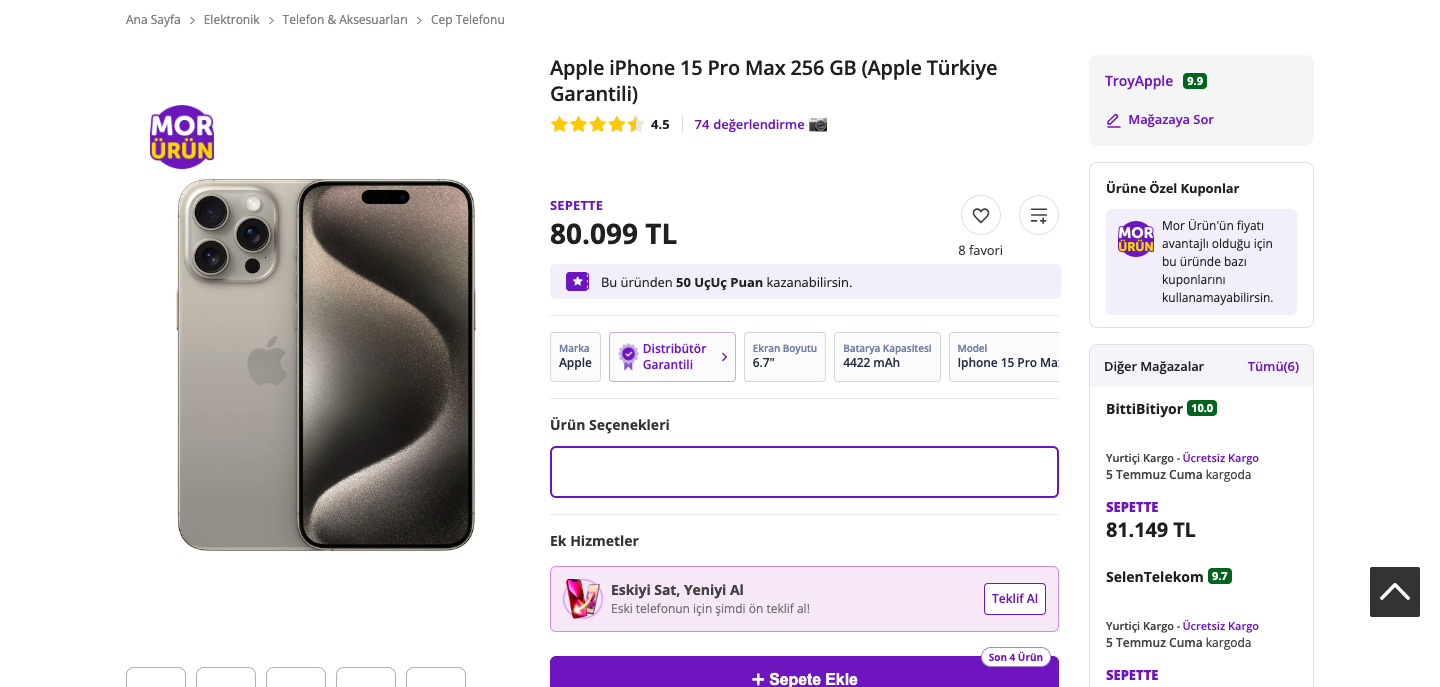 Ana Sayfa > Elektronik > Telefon & Aksesuarları > Cep Telefonu
MOR
ÜRÜN
Apple iPhone 15 Pro Max 256 GB (Apple Türkiye
Garantili)
4.5 74 değerlendirme
SEPETTE
80.099 TL
8 favori
Bu üründen 50 UçUç Puan kazanabilirsin.
Marka
Apple
Distribütör
Garantili
Ekran Boyutu
6.7"
Batarya Kapasitesi
4422 mAh
Model
Iphone 15 Pro Max
Ürün Seçenekleri
Ek Hizmetler
Eskiyi Sat, Yeniyi Al
Eski telefonun için şimdi ön teklif al!
Teklif Al
Son 4 Ürün
+ Sepete Ekle
TroyApple 9.9
Mağazaya Sor
Ürüne Özel Kuponlar
MOR
ÜRÜN
Mor Ürün'ün fiyatı
avantajlı olduğu için
bu üründe bazı
kuponlarını
kullanamayabilirsin.
Diğer Mağazalar Tümü(6)
BittiBitiyor 10.0
Yurtiçi Kargo - Ücretsiz Kargo
5 Temmuz Cuma kargoda
SEPETTE
81.149 TL
SelenTelekom 9.7
Yurtiçi Kargo - Ücretsiz Kargo
5 Temmuz Cuma kargoda
SEPETTE